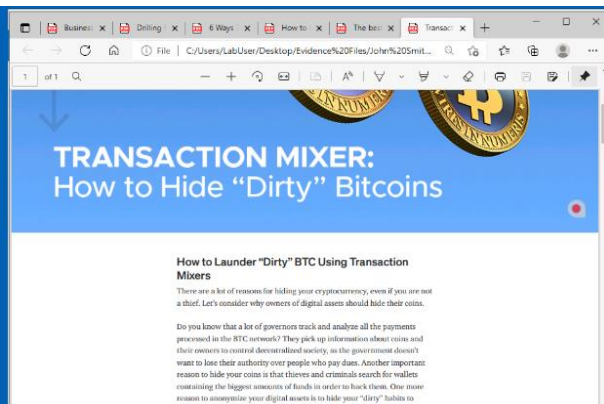 Business
Drilling
6 Ways
How to
The best
Transact
File
C:/Users/LabUser/Desktop/Evidence%20Files/John%20Smit...
1 of 1
TRANSACTION MIXER:
How to Hide “Dirty” Bitcoins
How to Launder “Dirty” BTC Using Transaction
Mixers
There are a lot of reasons for hiding your cryptocurrency, even if you are not
a thief. Let's consider why owners of digital assets should hide their coins.
Do you know that a lot of governors track and analyze all the payments
processed in the BTC network? They pick up information about coins and
their owners to control decentralized society, as the government doesn't
want to lose their authority over people who pay dues. Another important
reason to hide your coins is that thieves and criminals search for wallets
containing the biggest amounts of funds in order to hack them. One more
reason to anonymize your digital assets is to hide your “dirty” habits to